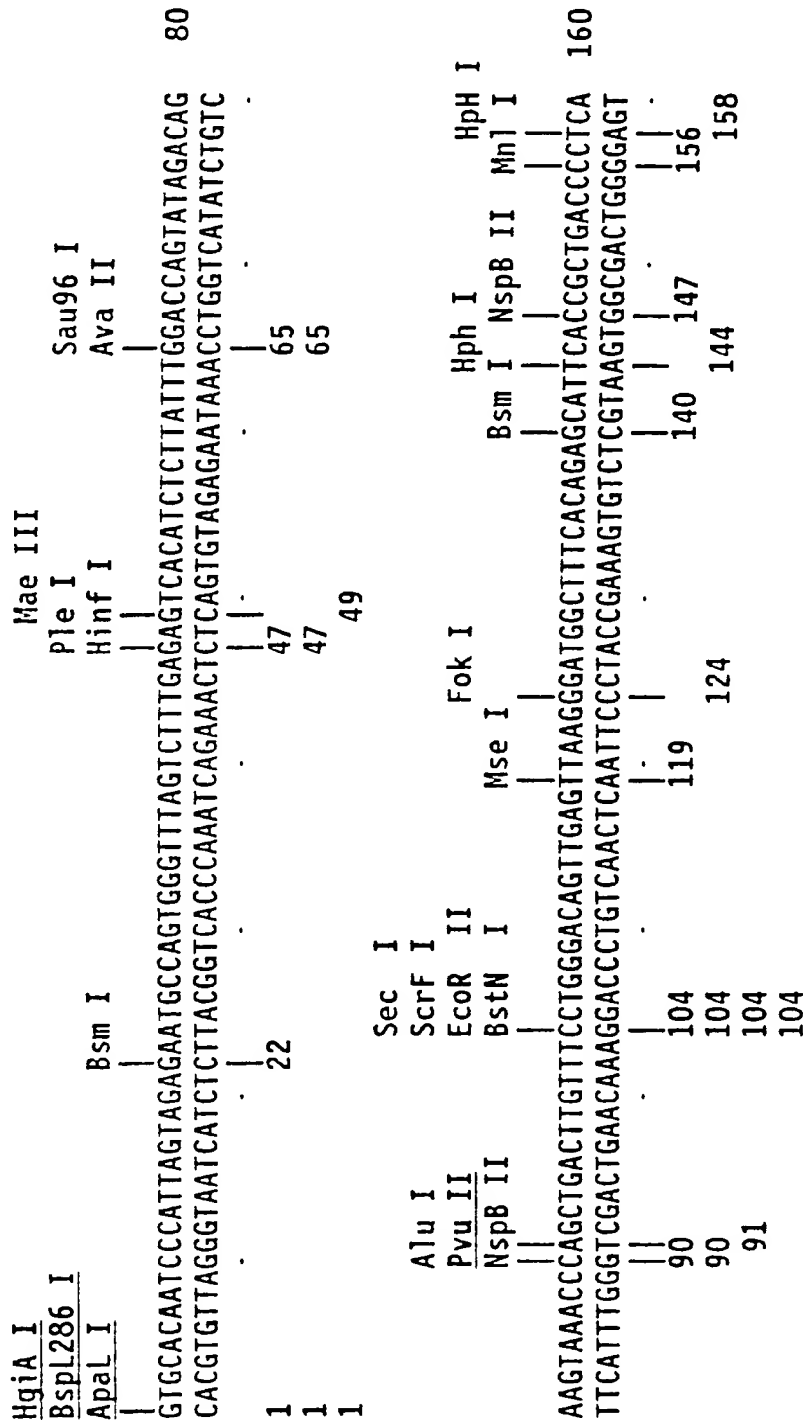 Mae III
HgiA I Ple I Sau96 I
BspL286 I Hinf I Ava II
ApaL I Bsm I
GTGCACAATCCCATTAGTAGAGAATGCCAGTGGGTTTAGTCTTTGAGAGTCACATCTCTTATTTGGACCAGTATAGACAG 80
CACGTGTTAGGGTAATCATCTCTTACGGTCACCCAAATCAGAAACTCTCAGTGTAGAGAATAAACCTGGTCATATCTGTC
1 22 47 65
1 47 65
1 49
Sec I
Alu I ScrF I
Pvu II EcoR II Hph I HpH I
NspB II BstN I Mse I Fok I Bsm I NspB II Mnl I
AAGTAAACCCAGCTGACTTGTTTCCTGGGACAGTTGAGTTAAGGGATGGCTTTCACAGAGCATTCACCGCTGACCCCTCA 160
TTCATTTGGGTCGACTGAACAAAGGACCCTGTCAACTCAATTCCCTACCGAAAGTGTCTCGTAAGTGGCGACTGGGGAGT
90 104 119 140 147 156
90 104 124 144 158
91 104
104